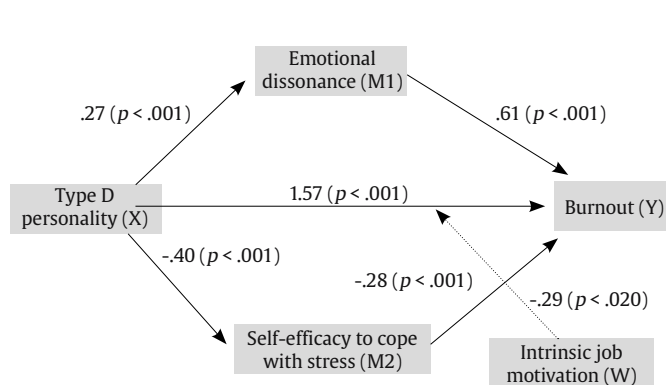 Emotional
dissonance (M1)
.27 (p < .001)
.61 (p < .001)
Type D
personality (X)
1.57 (p < .001)
Burnout (Y)
-.40 (p < .001)
-.28 (p < .001)
-.29 (p < .020)
Self-efficacy to cope
with stress (M2)
Intrinsic job
motivation (W)